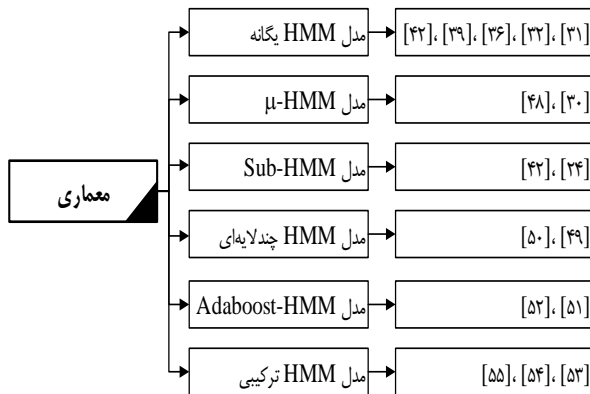 معماری
مدل HMM یگانه
[۳۱]، [۳۲]، [۳۶]، [۳۹]، [۴۲]
مدل µ-HMM
[۳۰]، [۴۸]
مدل Sub-HMM
[۲۴]، [۴۲]
مدل HMM چندلایه‌ای
[۴۹]، [۵۰]
مدل Adaboost-HMM
[۵۱]، [۵۲]
مدل HMM ترکیبی
[۵۳]، [۵۴]، [۵۵]